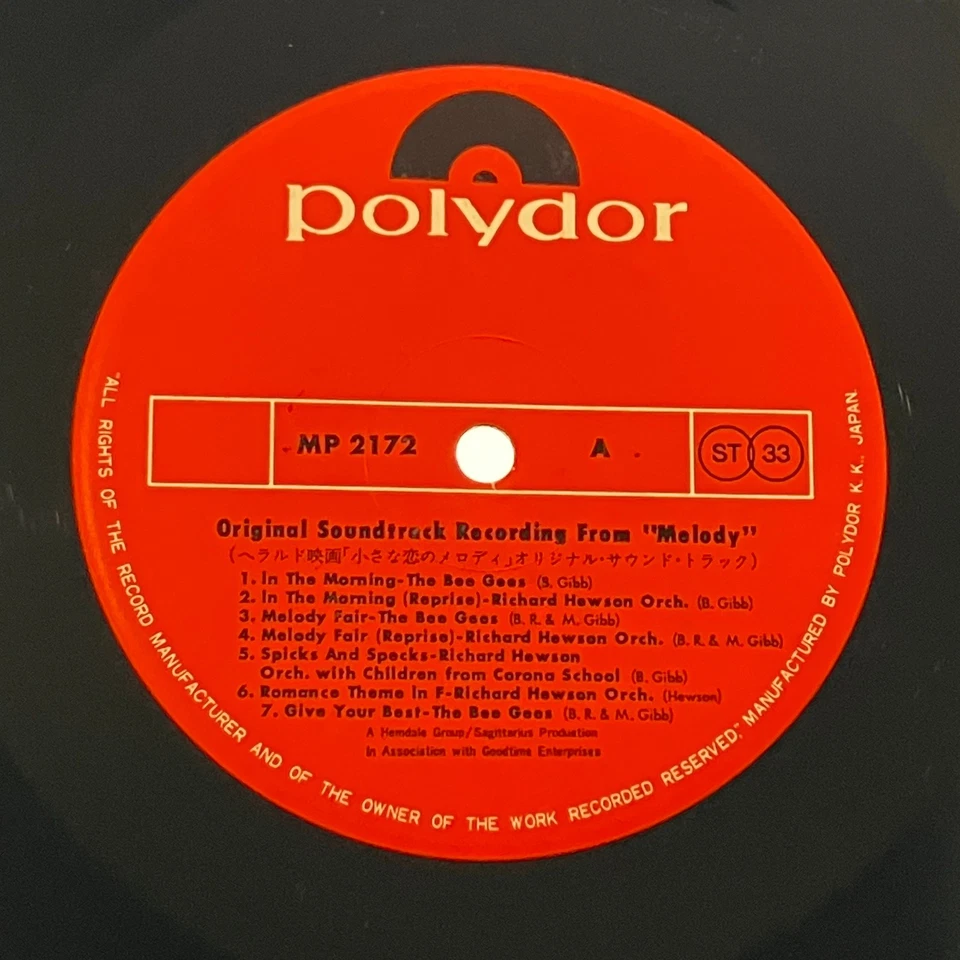 polydor
MP 2172 A ST 33
Original Soundtrack Recording From "Melody"
(ヘラルド映画「小さな恋のメロディ」オリジナル・サウンド・トラック)
1. In The Morning-The Bee Gees (B. Gibb)
2. In The Morning (Reprise)-Richard Hewson Orch. (B. Gibb)
3. Melody Fair-The Bee Gees (B. R. & M. Gibb)
4. Melody Fair (Reprise)-Richard Hewson Orch. (B. R. & M. Gibb)
5. Spicks And Specks-Richard Hewson
Orch. with Children from Corona School (B. Gibb)
6. Romance Theme In F-Richard Hewson Orch. (Hewson)
7. Give Your Best-The Bee Gees (B. R. & M. Gibb)
A Hemdale Group/Sagittarius Production
In Association with Goodtime Enterprises
"ALL RIGHTS OF THE RECORD MANUFACTURER AND OF THE OWNER OF THE WORK RECORDED RESERVED," MANUFACTURED BY POLYDOR K. K., JAPAN.